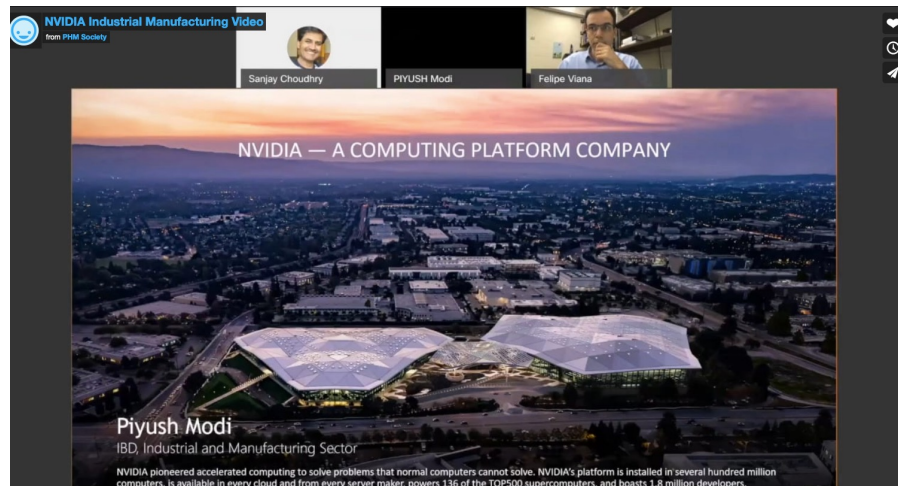 NVIDIA Industrial Manufacturing Video
from PHM Society
Sanjay Choudhry
PIYUSH Modi
Felipe Viana
NVIDIA — A COMPUTING PLATFORM COMPANY
Piyush Modi
IBD, Industrial and Manufacturing Sector
NVIDIA pioneered accelerated computing to solve problems that normal computers cannot solve. NVIDIA's platform is installed in several hundred million
computers, is available in every cloud and from every server maker, powers 136 of the TOP500 supercomputers, and boasts 1.8 million developers.